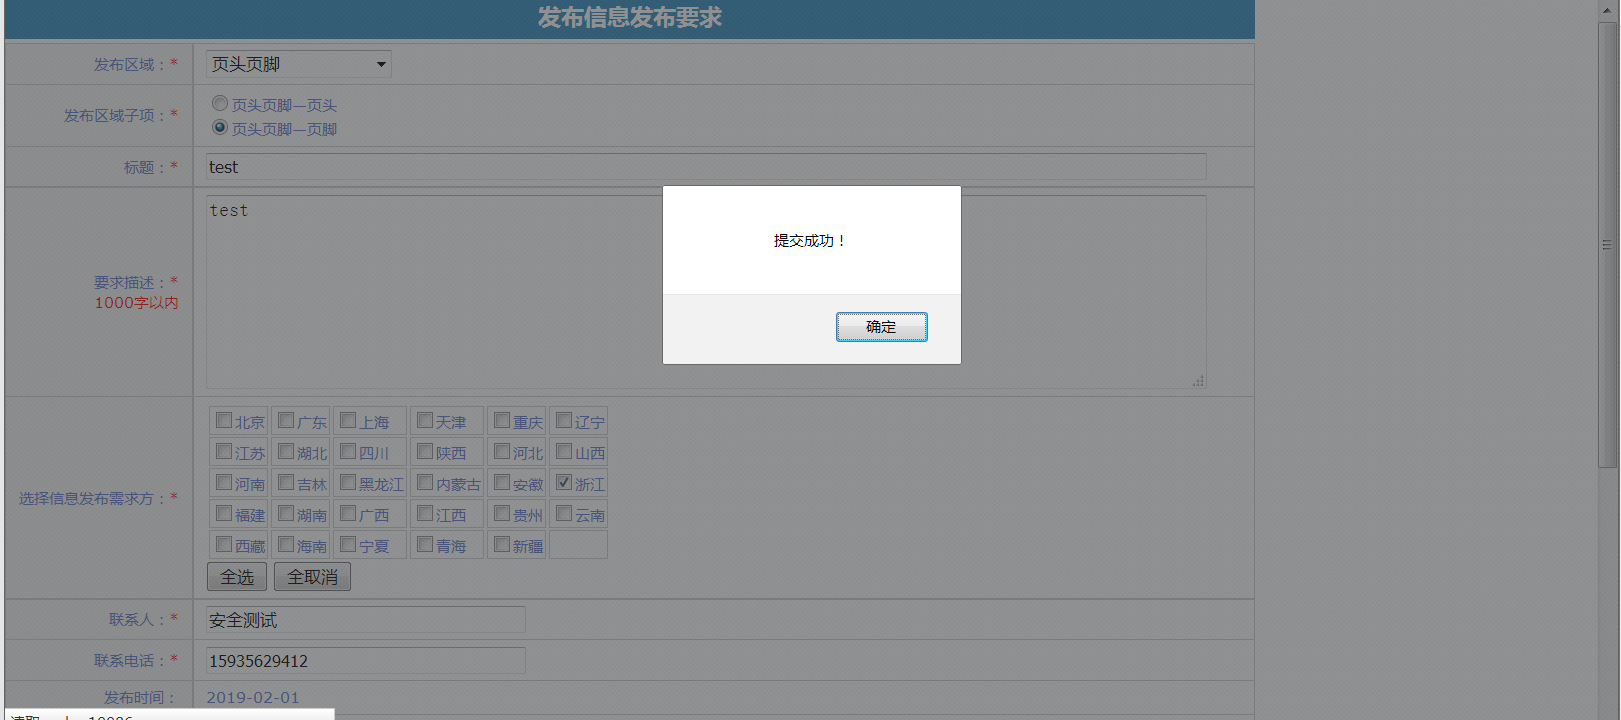 发布信息发布要求
发布区域：*
页头页脚
发布区域子项：*
页头页脚—页头
页头页脚—页脚
标题：*
test
要求描述：*
1000字以内
test
提交成功！
确定
选择信息发布需求方：*
北京 广东 上海 天津 重庆 辽宁
江苏 湖北 四川 陕西 河北 山西
河南 吉林 黑龙江 内蒙古 安徽 浙江
福建 湖南 广西 江西 贵州 云南
西藏 海南 宁夏 青海 新疆
全选 全取消
联系人：*
安全测试
联系电话：*
15935629412
发布时间：
2019-02-01